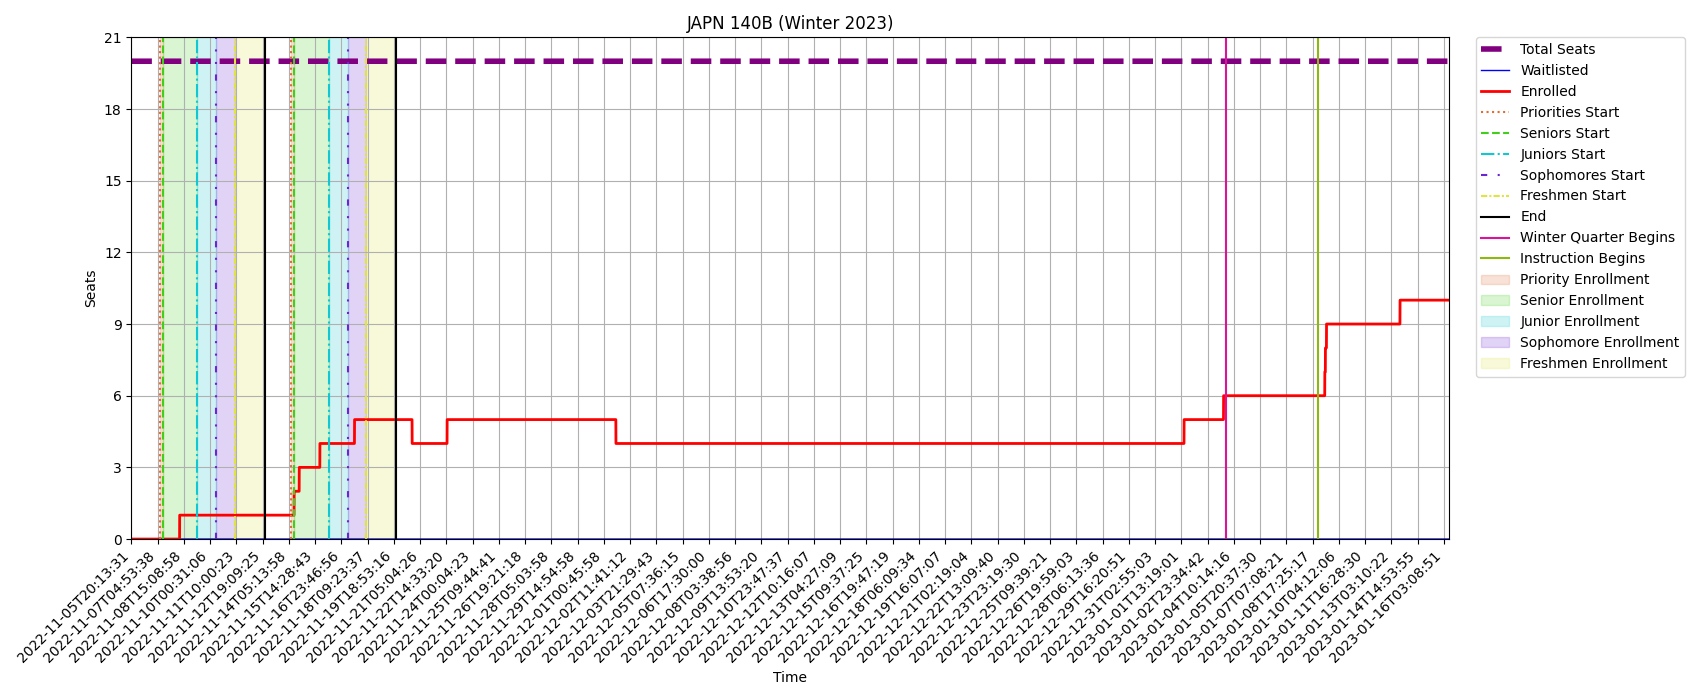 JAPN 140B (Winter 2023)
21
18
15
12
9
6
3
0
Seats
2022-11-05T20:13:31
2022-11-07T04:53:38
2022-11-08T15:08:58
2022-11-10T00:31:06
2022-11-11T10:00:23
2022-11-12T19:09:25
2022-11-14T05:13:58
2022-11-15T14:28:43
2022-11-16T23:46:56
2022-11-18T09:23:37
2022-11-19T18:53:16
2022-11-21T05:04:26
2022-11-22T14:33:20
2022-11-24T00:04:23
2022-11-25T09:44:41
2022-11-26T19:21:18
2022-11-28T05:03:58
2022-11-29T14:54:58
2022-12-01T00:45:58
2022-12-02T11:41:12
2022-12-03T21:29:43
2022-12-05T07:36:15
2022-12-06T17:30:00
2022-12-08T03:38:56
2022-12-09T13:53:20
2022-12-10T23:47:37
2022-12-12T10:16:07
2022-12-13T04:27:09
2022-12-15T09:37:25
2022-12-16T19:47:19
2022-12-18T06:09:34
2022-12-19T16:07:07
2022-12-21T02:19:04
2022-12-22T13:09:40
2022-12-23T23:19:30
2022-12-25T09:39:21
2022-12-26T19:59:03
2022-12-28T06:13:36
2022-12-29T16:20:51
2022-12-31T02:55:03
2023-01-01T13:19:01
2023-01-02T23:34:42
2023-01-04T10:14:16
2023-01-05T20:37:30
2023-01-07T07:08:21
2023-01-08T17:25:17
2023-01-10T04:12:06
2023-01-11T16:28:30
2023-01-13T03:10:22
2023-01-14T14:53:55
2023-01-16T03:08:51
Time
Total Seats
Waitlisted
Enrolled
Priorities Start
Seniors Start
Juniors Start
Sophomores Start
Freshmen Start
End
Winter Quarter Begins
Instruction Begins
Priority Enrollment
Senior Enrollment
Junior Enrollment
Sophomore Enrollment
Freshmen Enrollment